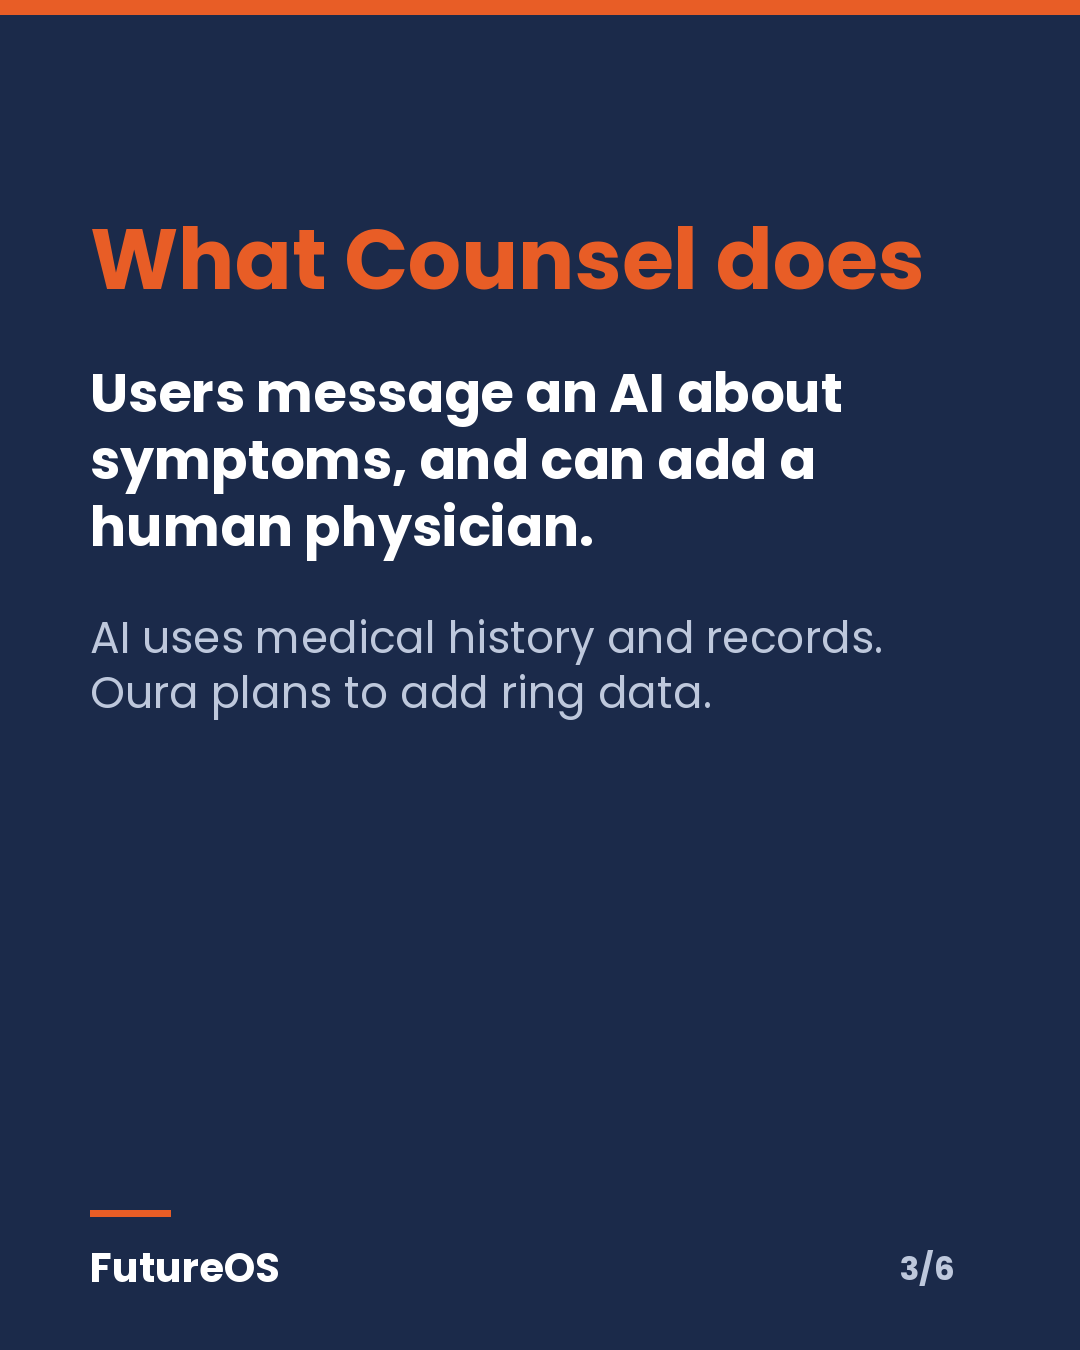 What Counsel does
Users message an AI about
symptoms, and can add a
human physician.
AI uses medical history and records.
Oura plans to add ring data.
FutureOS
3/6